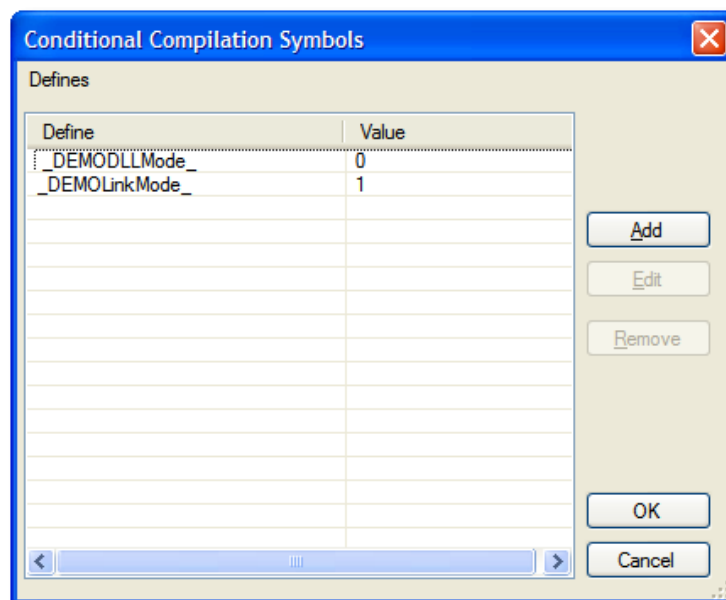 Conditional Compilation Symbols
Defines
Define Value
_DEMODLLMode_ 0
_DEMOLinkMode_ 1
Add
Edit
Remove
OK
Cancel